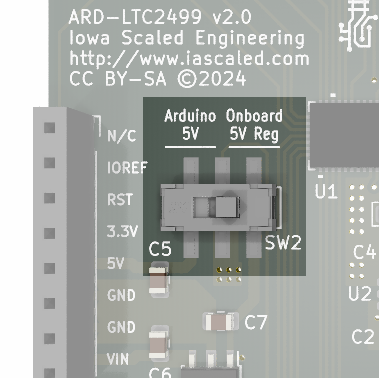 ARD-LTC2499 v2.0
Iowa Scaled Engineering
http://www.iascaled.com
CC BY-SA ©2024
Arduino 5V
Onboard 5V Reg
N/C
IOREF
RST
3.3V
5V
GND
GND
VIN
U1
SW2
C5
C4
U2
C7
C2
C6